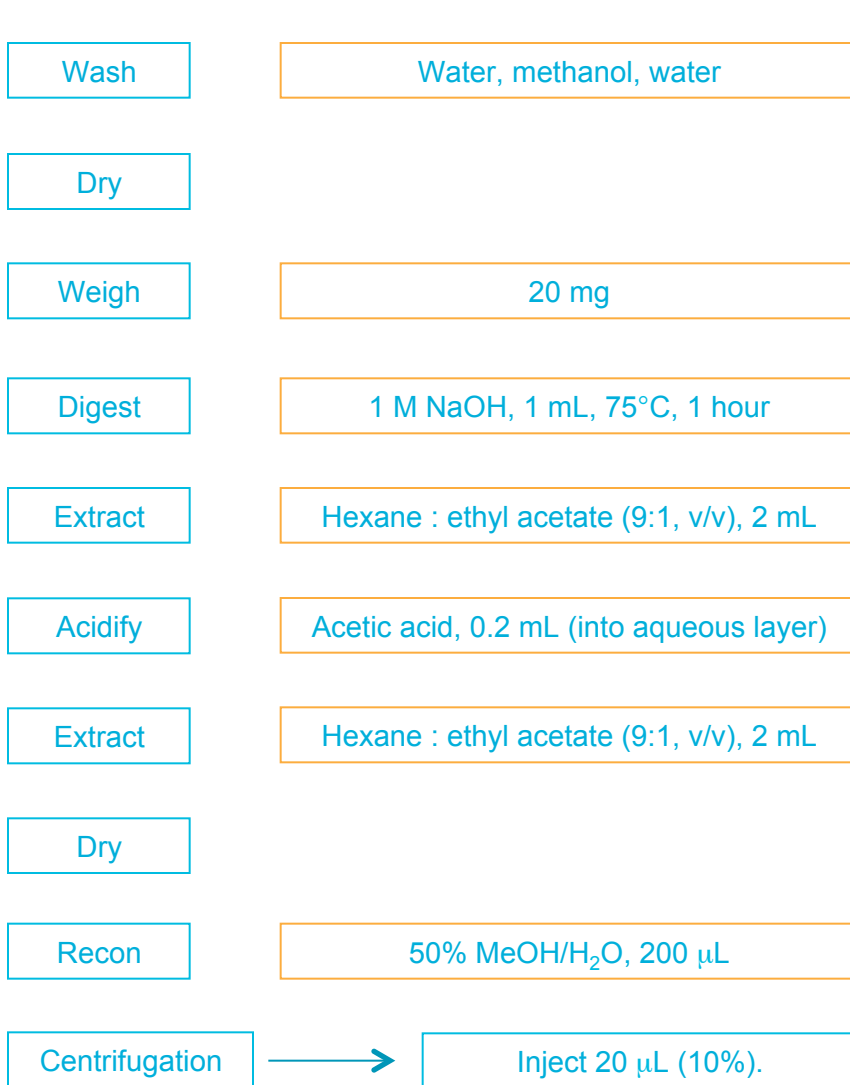 Wash Water, methanol, water
Dry
Weigh 20 mg
Digest 1 M NaOH, 1 mL, 75°C, 1 hour
Extract Hexane : ethyl acetate (9:1, v/v), 2 mL
Acidify Acetic acid, 0.2 mL (into aqueous layer)
Extract Hexane : ethyl acetate (9:1, v/v), 2 mL
Dry
Recon 50% MeOH/H₂O, 200 μL
Centrifugation Inject 20 μL (10%).